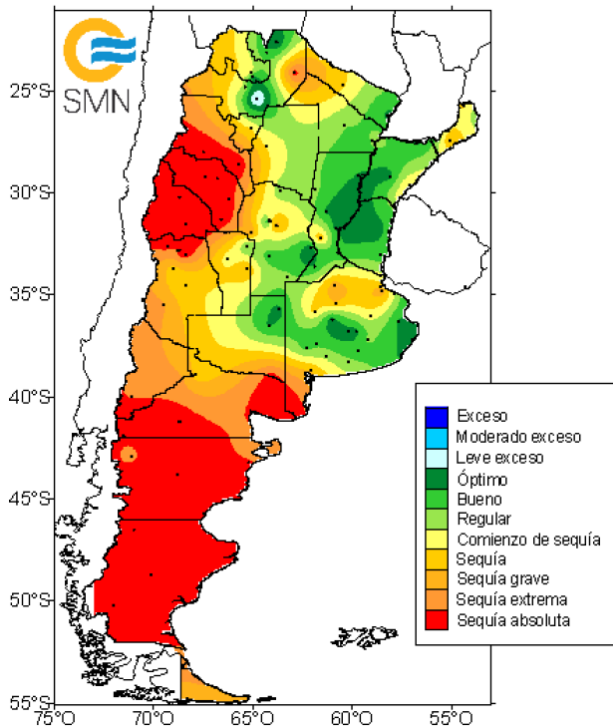 SMN
25°S
30°S
35°S
40°S
45°S
50°S
55°S
75°O
70°O
65°O
60°O
55°O
Exceso
Moderado exceso
Leve exceso
Óptimo
Bueno
Regular
Comienzo de sequía
Sequía
Sequía grave
Sequía extrema
Sequía absoluta